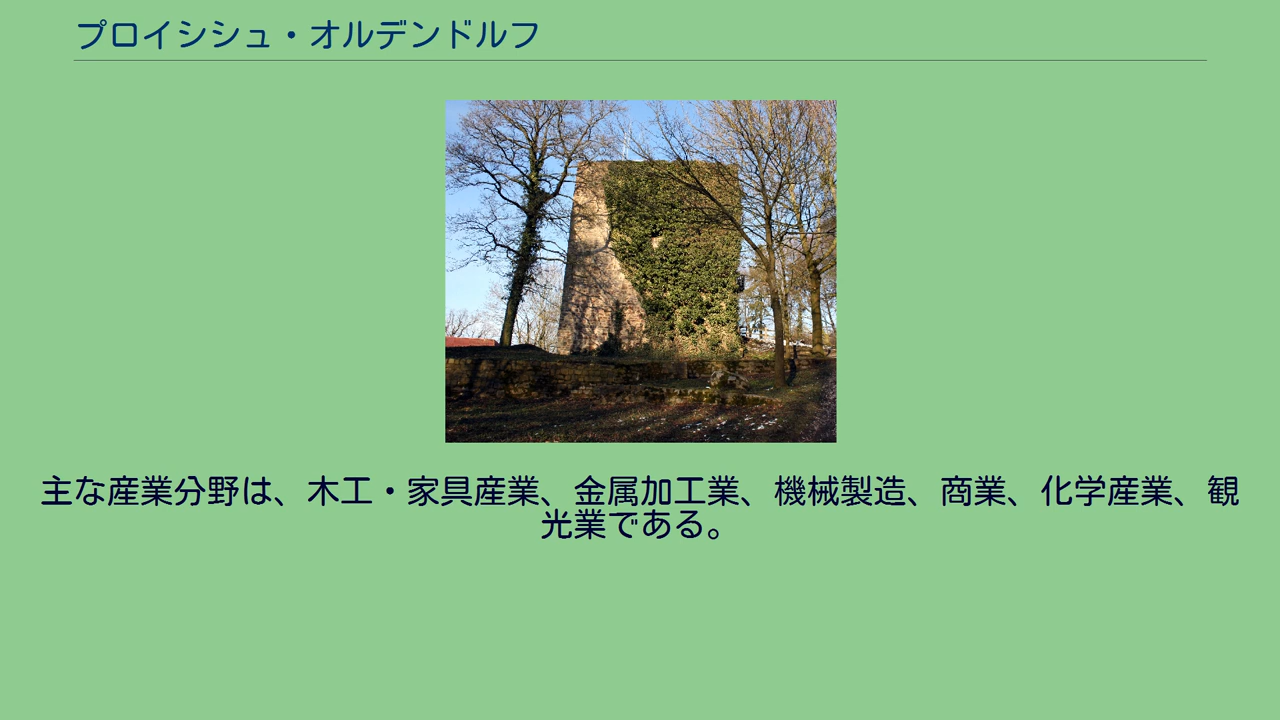 プロイシシュ・オルデンドルフ
主な産業分野は、木工・家具産業、金属加工業、機械製造、商業、化学産業、観
光業である。